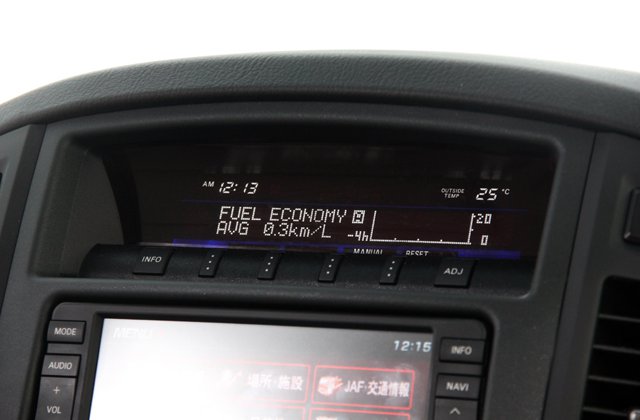 AM 12:13
OUTSIDE TEMP 25 °C
FUEL ECONOMY M 20
AVG 0.3km/L -4h 0
MANUAL RESET
INFO
ADJ
MODE
MENU
12:15
INFO
AUDIO
場所・施設
JAF・交通情報
NAVI
+
VOL